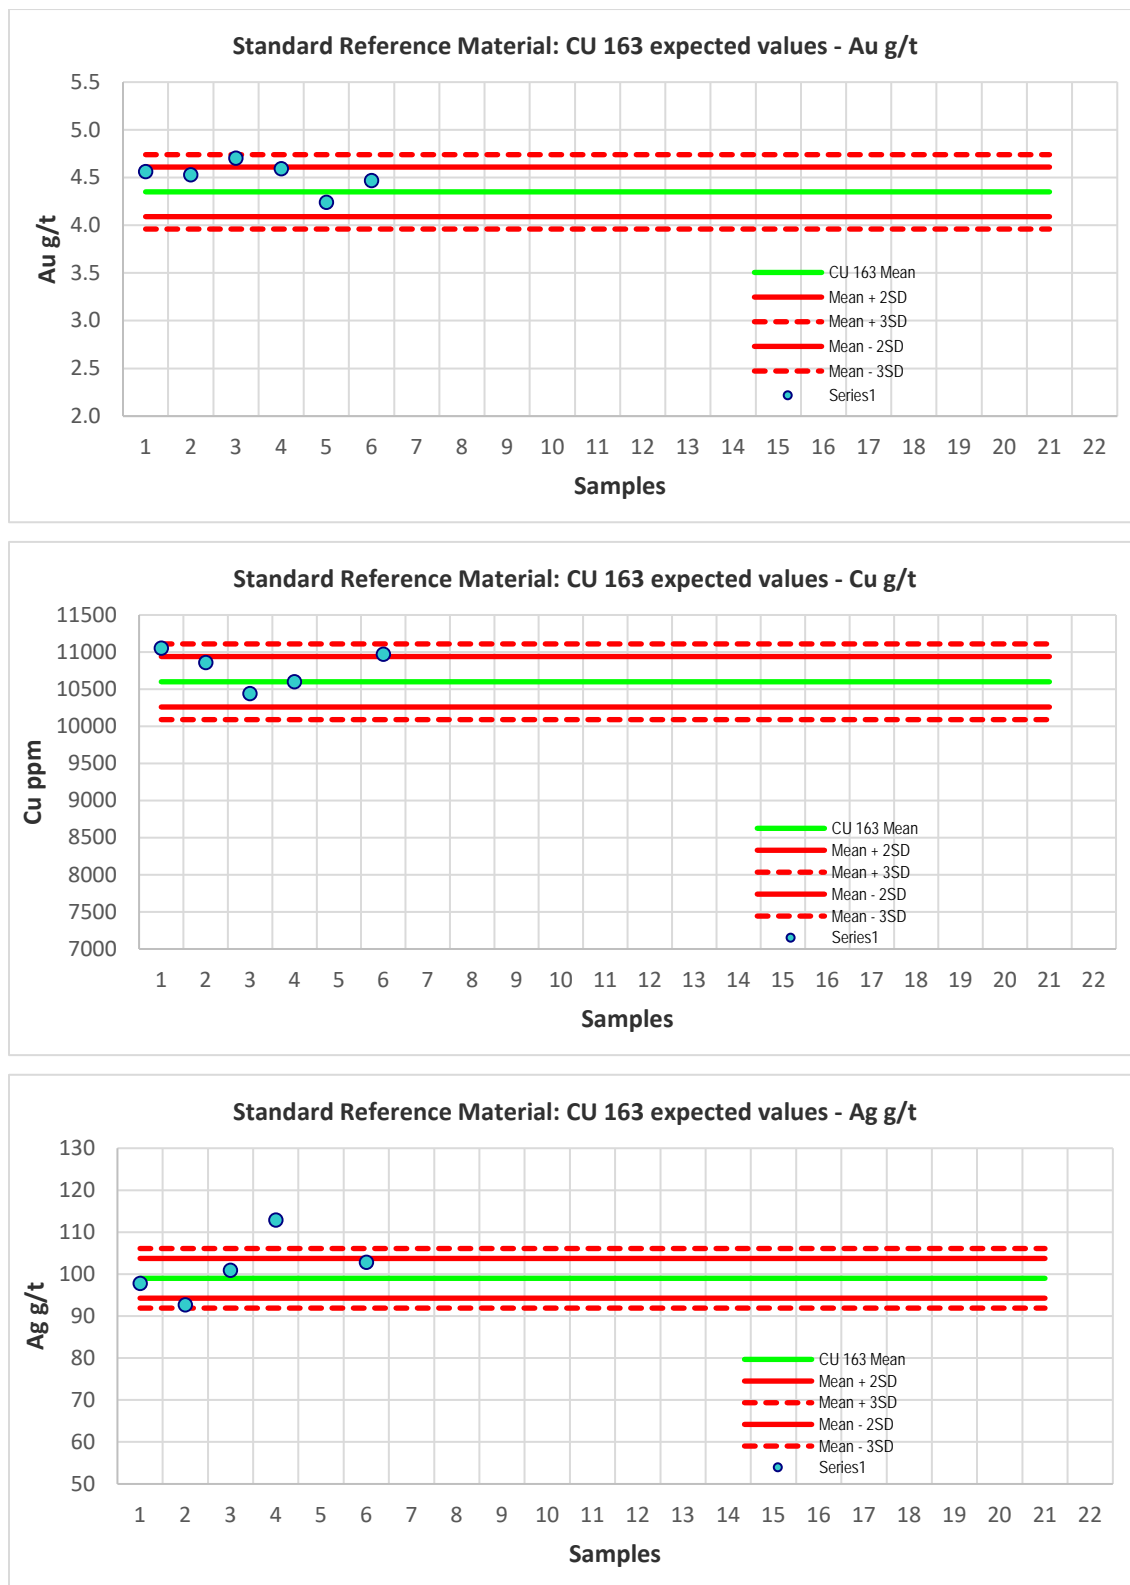 Standard Reference Material: CU 163 expected values - Au g/t
5.5
5.0
4.5
4.0
3.5
3.0
2.5
2.0
Au g/t
CU 163 Mean
Mean + 2SD
Mean + 3SD
Mean - 2SD
Mean - 3SD
Series1
1 2 3 4 5 6 7 8 9 10 11 12 13 14 15 16 17 18 19 20 21 22
Samples
Standard Reference Material: CU 163 expected values - Cu g/t
11500
11000
10500
10000
9500
9000
8500
8000
7500
7000
Cu ppm
CU 163 Mean
Mean + 2SD
Mean + 3SD
Mean - 2SD
Mean - 3SD
Series1
1 2 3 4 5 6 7 8 9 10 11 12 13 14 15 16 17 18 19 20 21 22
Samples
Standard Reference Material: CU 163 expected values - Ag g/t
130
120
110
100
90
80
70
60
50
Ag g/t
CU 163 Mean
Mean + 2SD
Mean + 3SD
Mean - 2SD
Mean - 3SD
Series1
1 2 3 4 5 6 7 8 9 10 11 12 13 14 15 16 17 18 19 20 21 22
Samples